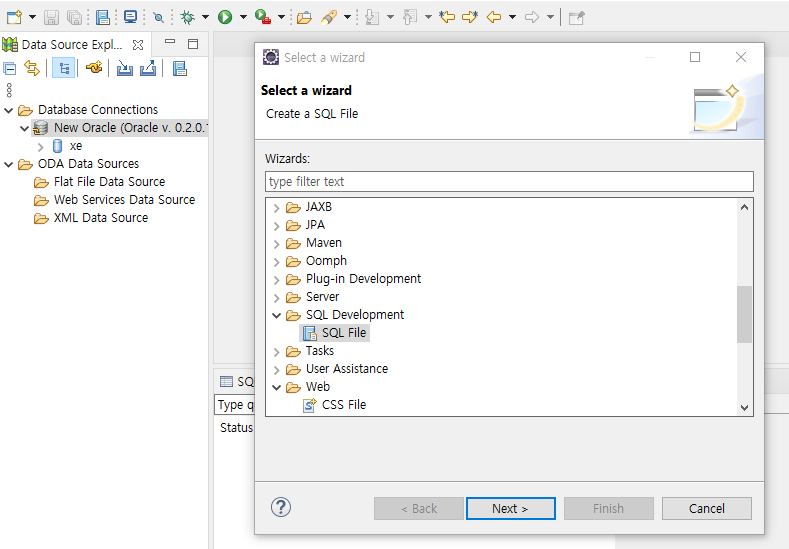 Data Source Expl...
Database Connections
New Oracle (Oracle v. 0.2.0.1
xe
ODA Data Sources
Flat File Data Source
Web Services Data Source
XML Data Source
Select a wizard
Select a wizard
Create a SQL File
Wizards:
type filter text
JAXB
JPA
Maven
Oomph
Plug-in Development
Server
SQL Development
SQL File
Tasks
User Assistance
Web
CSS File
SQ
Type q
Status
< Back
Next >
Finish
Cancel